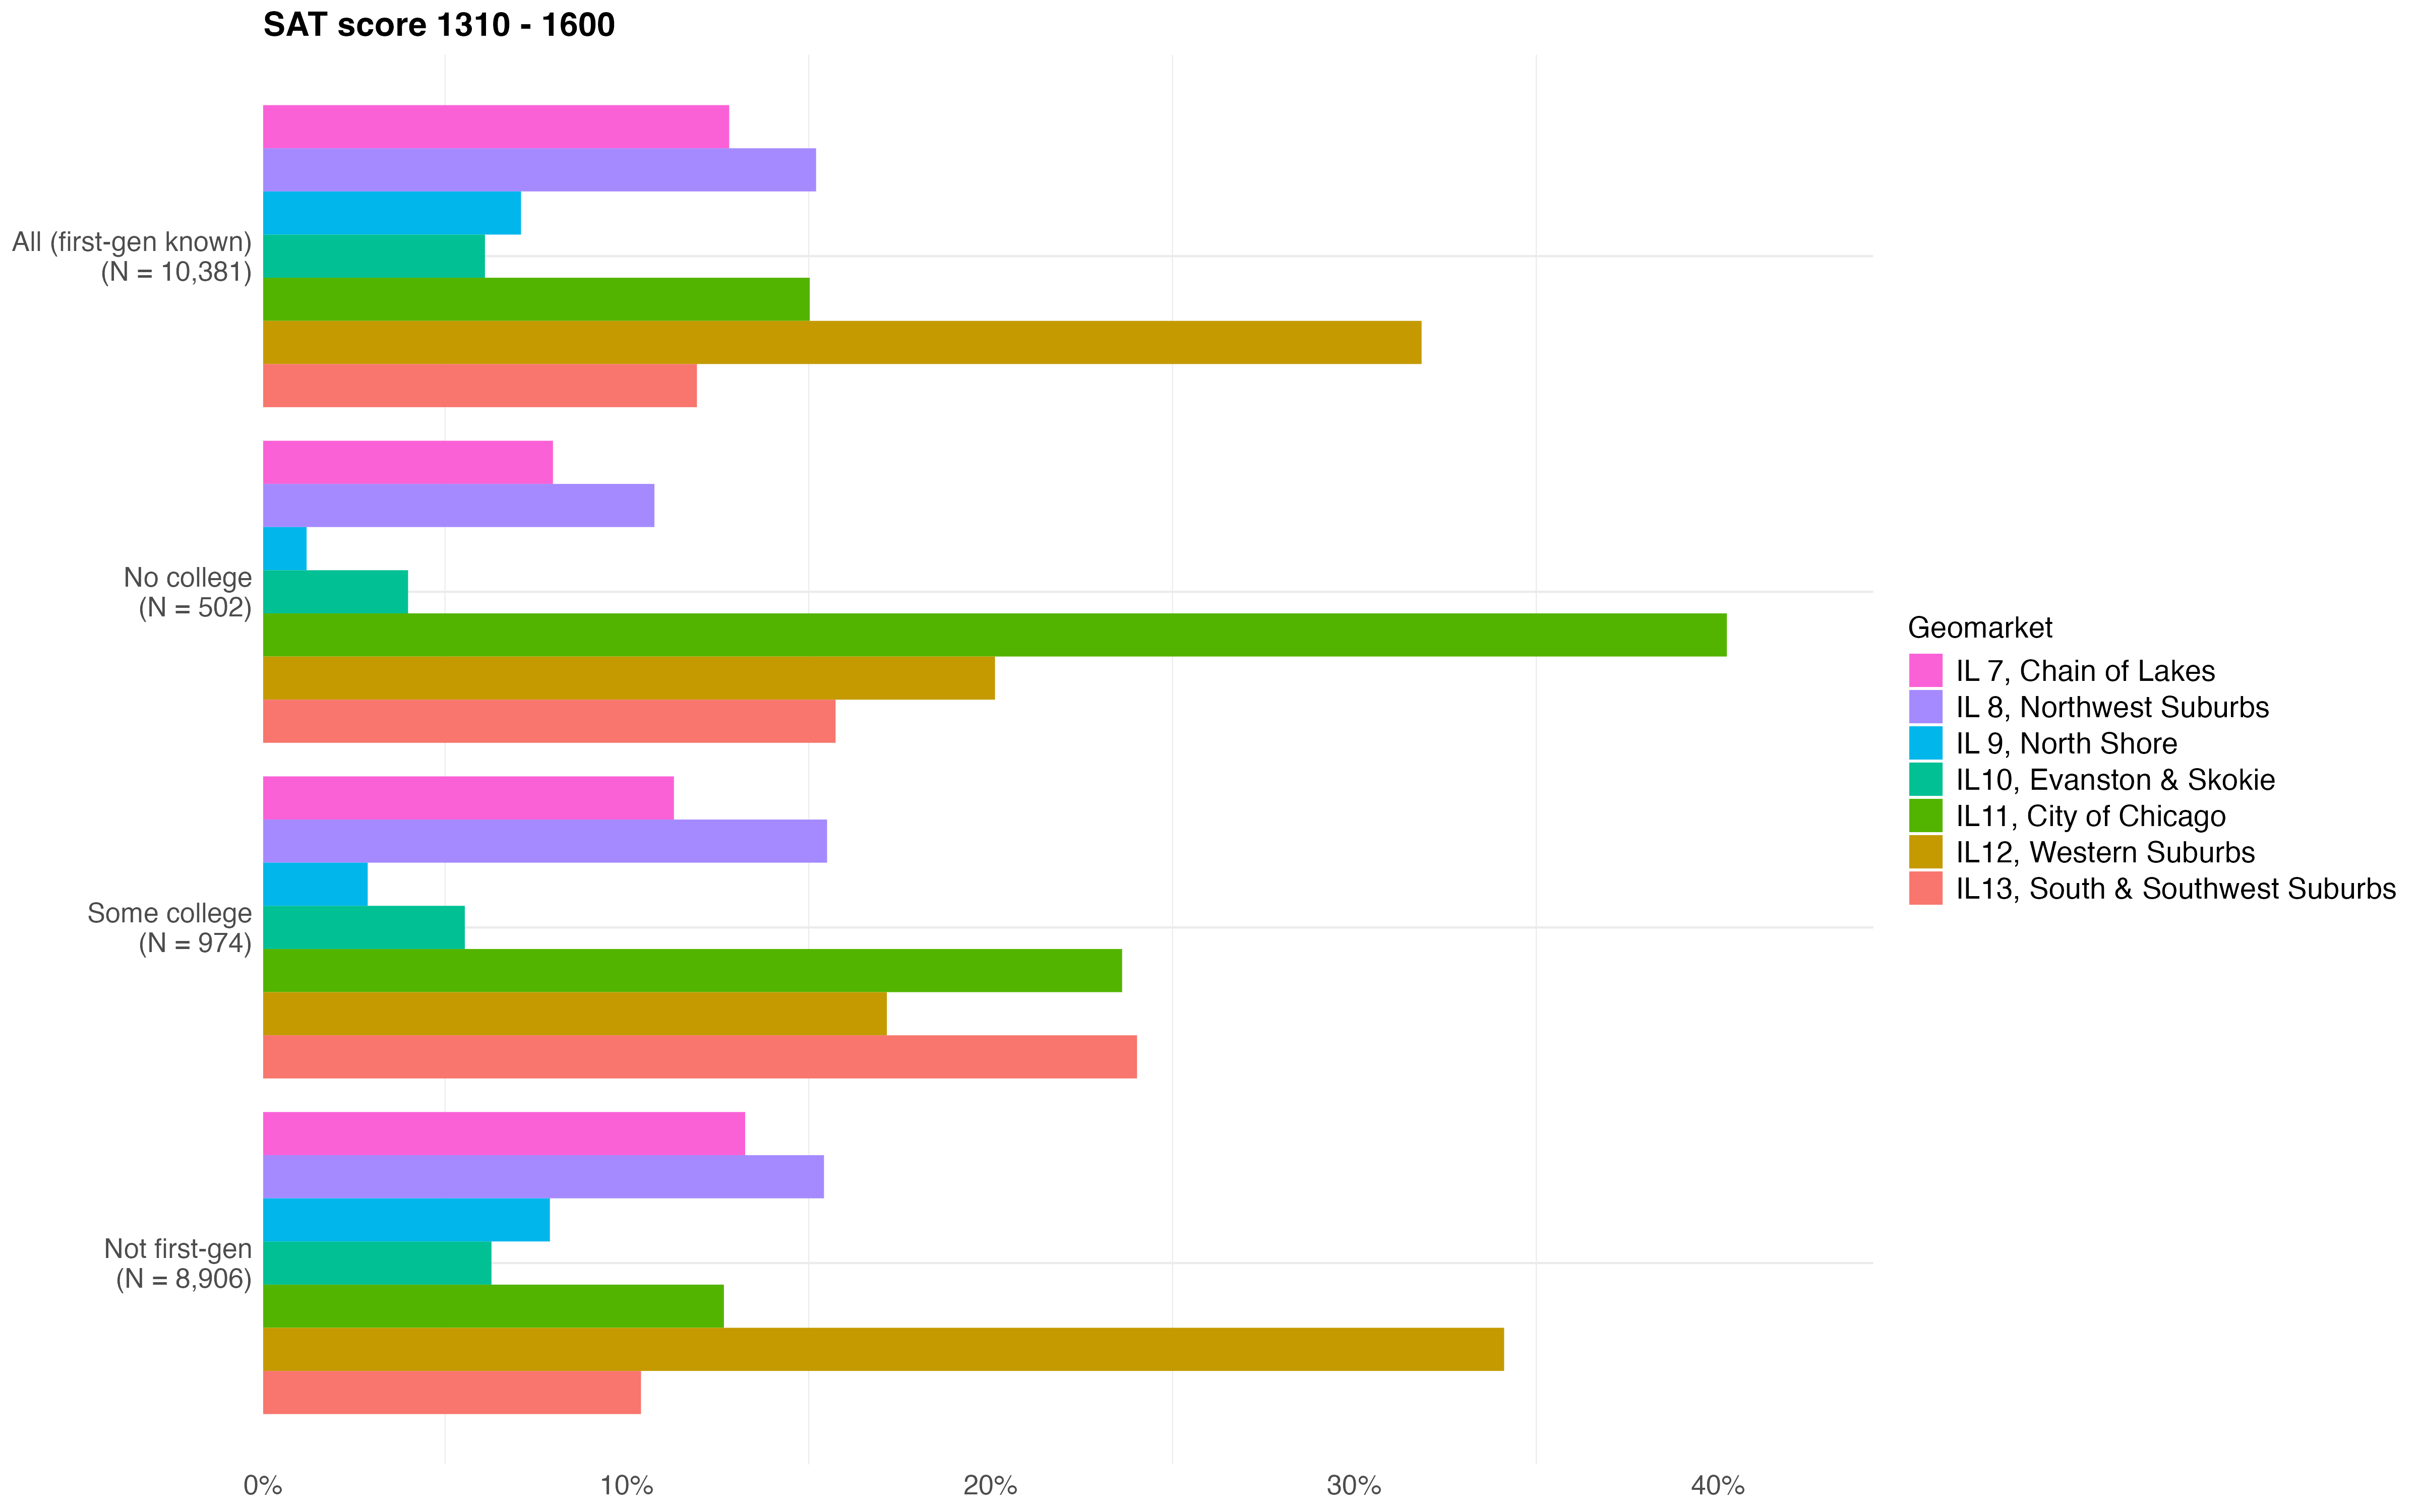 SAT score 1310 - 1600
All (first-gen known)
(N = 10,381)
No college
(N = 502)
Some college
(N = 974)
Not first-gen
(N = 8,906)
0%
10%
20%
30%
40%
Geomarket
IL 7, Chain of Lakes
IL 8, Northwest Suburbs
IL 9, North Shore
IL10, Evanston & Skokie
IL11, City of Chicago
IL12, Western Suburbs
IL13, South & Southwest Suburbs